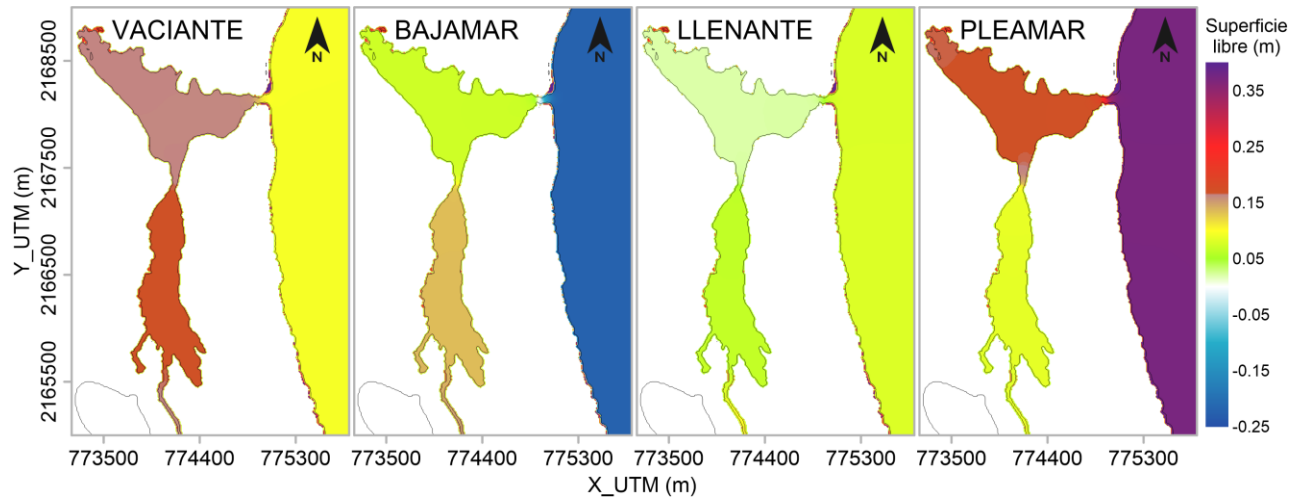 VACIANTE
BAJAMAR
LLENANTE
PLEAMAR
N
N
N
N
Superficie
libre (m)
0.35
0.25
0.15
0.05
-0.05
-0.15
-0.25
Y_UTM (m)
2168500
2167500
2166500
2165500
773500 774400 775300
773500 774400 775300
773500 774400 775300
773500 774400 775300
X_UTM (m)